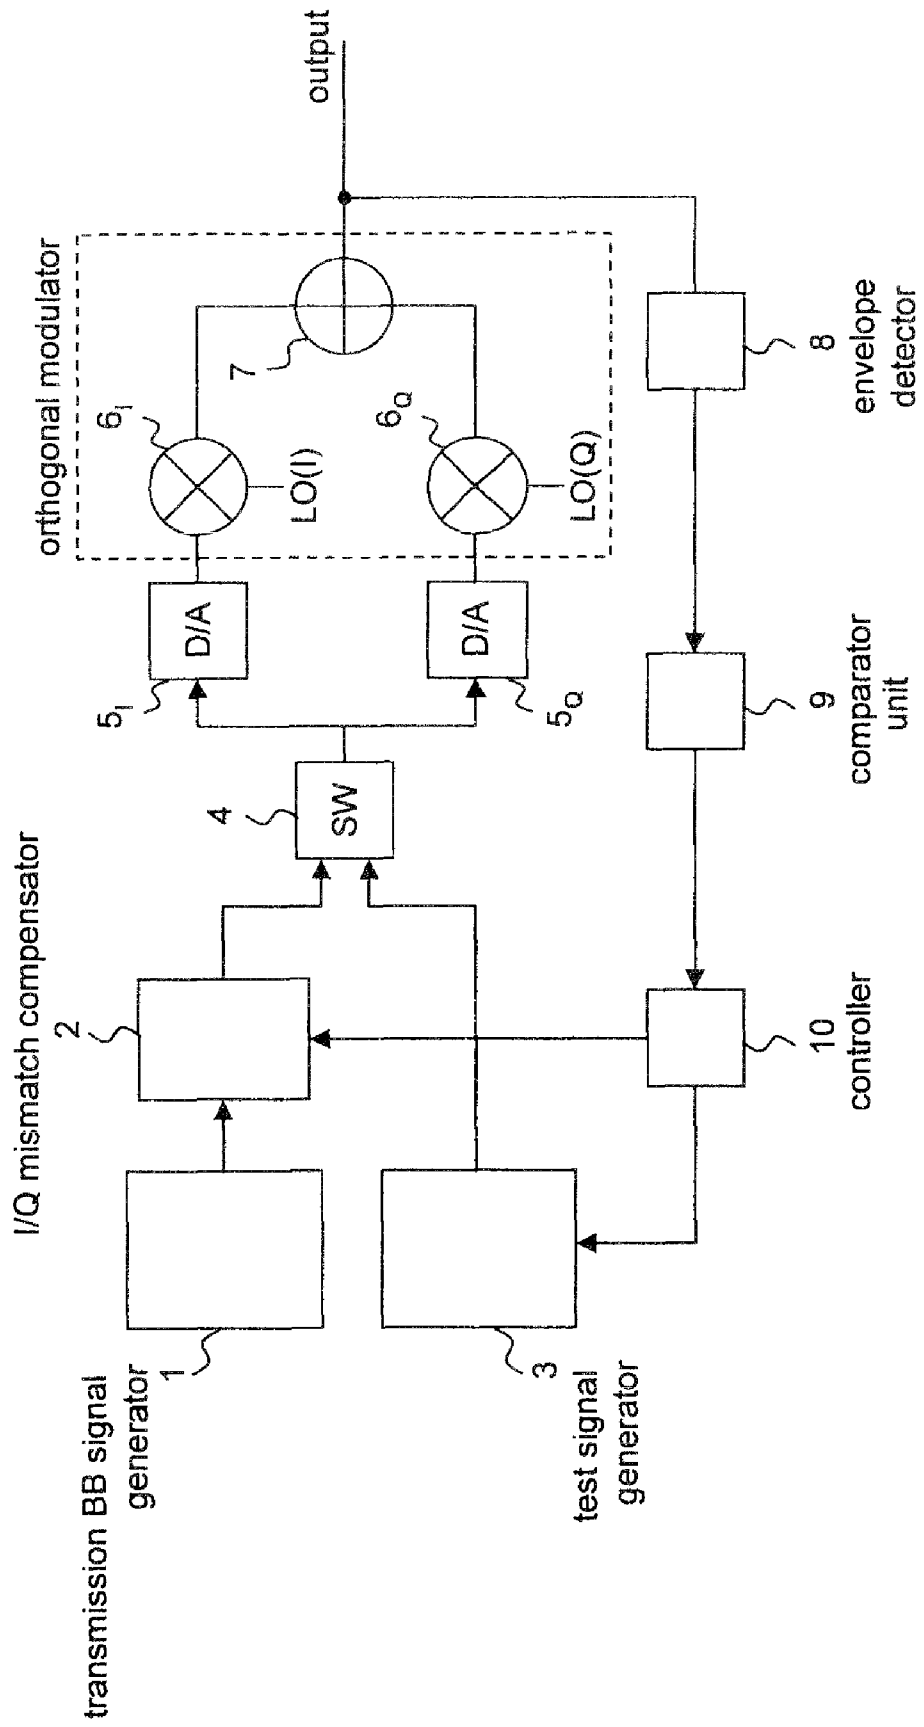 I/Q mismatch compensator
orthogonal modulator
output
transmission BB signal
generator
1
2
4
SW
5I
D/A
6I
LO(I)
7
5Q
D/A
6Q
LO(Q)
3
test signal
generator
10
controller
9
comparator
unit
8
envelope
detector